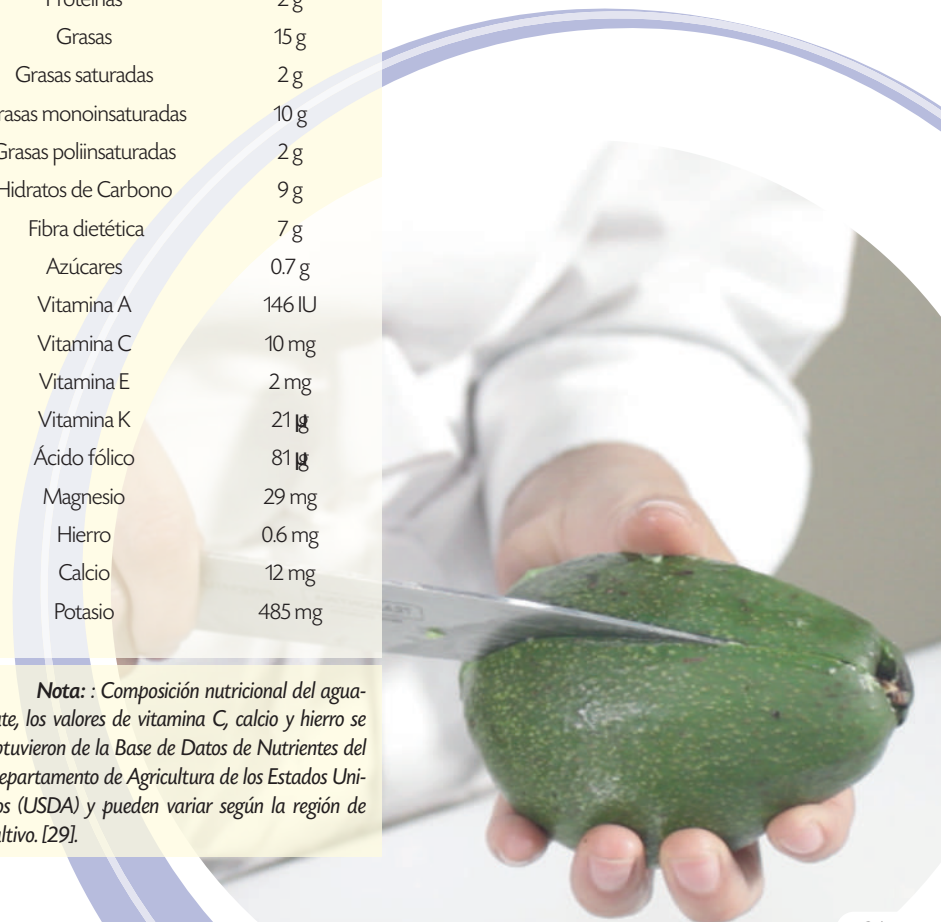 Proteínas 2 g
Grasas 15 g
Grasas saturadas 2 g
rasas monoinsaturadas 10 g
Grasas poliinsaturadas 2 g
Hidratos de Carbono 9 g
Fibra dietética 7 g
Azúcares 0.7 g
Vitamina A 146 IU
Vitamina C 10 mg
Vitamina E 2 mg
Vitamina K 21 µg
Ácido fólico 81 µg
Magnesio 29 mg
Hierro 0.6 mg
Calcio 12 mg
Potasio 485 mg
Nota: : Composición nutricional del agua-
te, los valores de vitamina C, calcio y hierro se
btuvieron de la Base de Datos de Nutrientes del
epartamento de Agricultura de los Estados Uni-
os (USDA) y pueden variar según la región de
ltivo. [29].